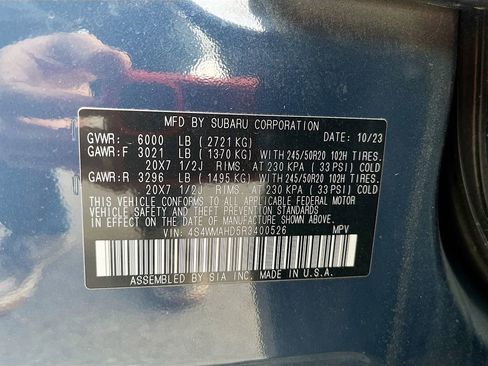 MFD BY SUBARU CORPORATION
GVWR: 6000 LB ( 2721 KG) DATE: 10/23
GAWR:F 3021 LB ( 1370 KG) WITH 245/50R20 102H TIRES.
20X7 1/2J RIMS. AT 230 KPA ( 33 PSI) COLD
GAWR:R 3296 LB ( 1495 KG) WITH 245/50R20 102H TIRES.
20X7 1/2J RIMS. AT 230 KPA ( 33 PSI) COLD
THIS VEHICLE CONFORMS TO ALL APPLICABLE FEDERAL MOTOR
VEHICLE SAFETY AND THEFT PREVENTION STANDARDS
IN EFFECT ON THE DATE OF MANUFACTURE SHOWN ABOVE.
VIN: 4S4WMAHD6R3400526 MPV
ASSEMBLED BY SIA INC. MADE IN U.S.A.